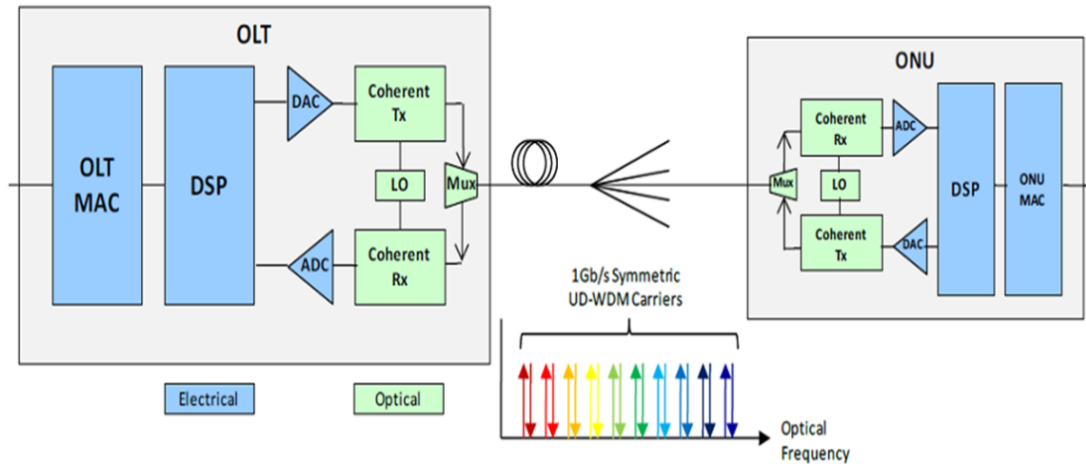 OLT
OLT
MAC
DSP
DAC
Coherent
Tx
LO
Mux
ADC
Coherent
Rx
Electrical
Optical
1Gb/s Symmetric
UD-WDM Carriers
Optical
Frequency
ONU
Mux
Coherent
Rx
ADC
LO
Coherent
Tx
DAC
DSP
ONU
MAC